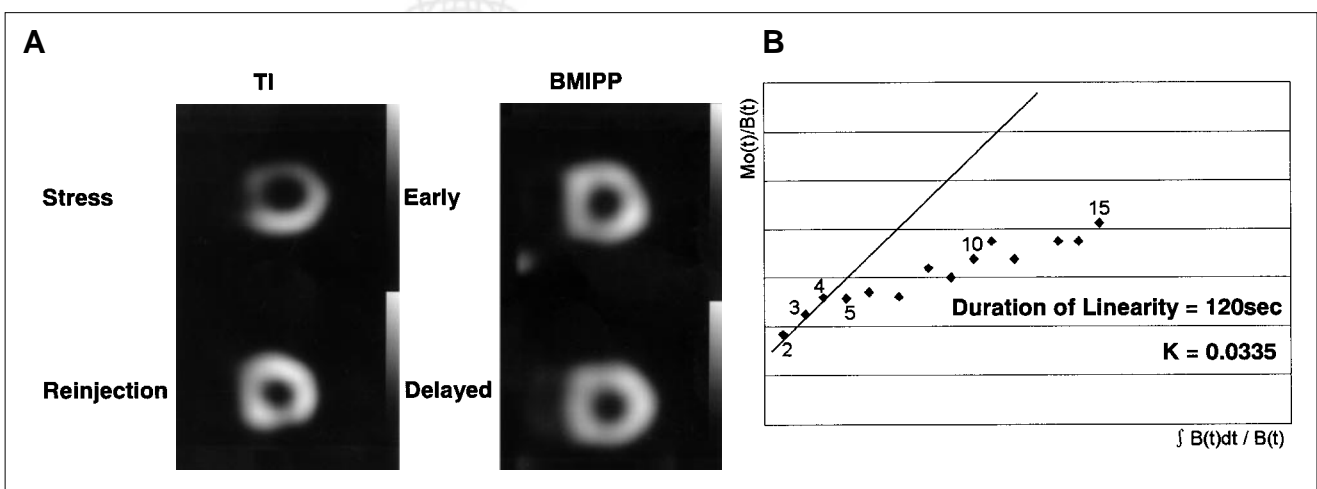 A
TI
BMIPP
Stress
Early
Reinjection
Delayed
B
Mo(t)/B(t)
15
10
4
3
5
2
Duration of Linearity = 120sec
K = 0.0335
∫ B(t)dt / B(t)